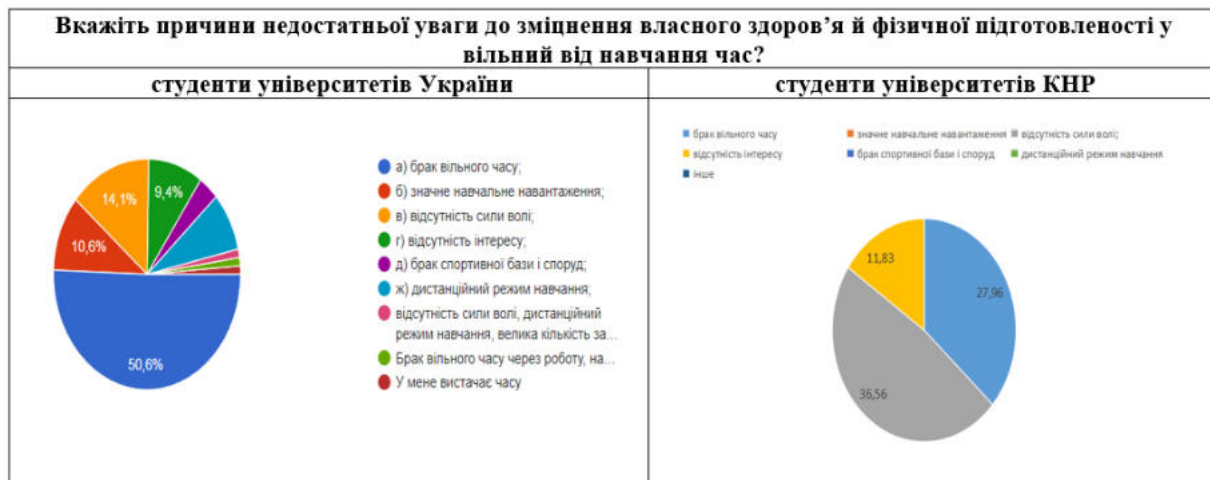 Вкажіть причини недостатньої уваги до зміцнення власного здоров’я й фізичної підготовленості у
вільний від навчання час?
студенти університетів України
студенти університетів КНР
9,4%
14,1%
10,6%
50,6%
а) брак вільного часу;
б) значне навчальне навантаження;
в) відсутність сили волі;
г) відсутність інтересу;
д) брак спортивної бази і споруд;
ж) дистанційний режим навчання;
відсутність сили волі, дистанційний
режим навчання, велика кількість за...
Брак вільного часу через роботу, на...
У мене вистачає часу
брак вільного часу
значне навчальне навантаження
відсутність сили волі;
відсутність інтересу
брак спортивної бази і споруд
дистанційний режим навчання
інше
11,83
27,96
36,56